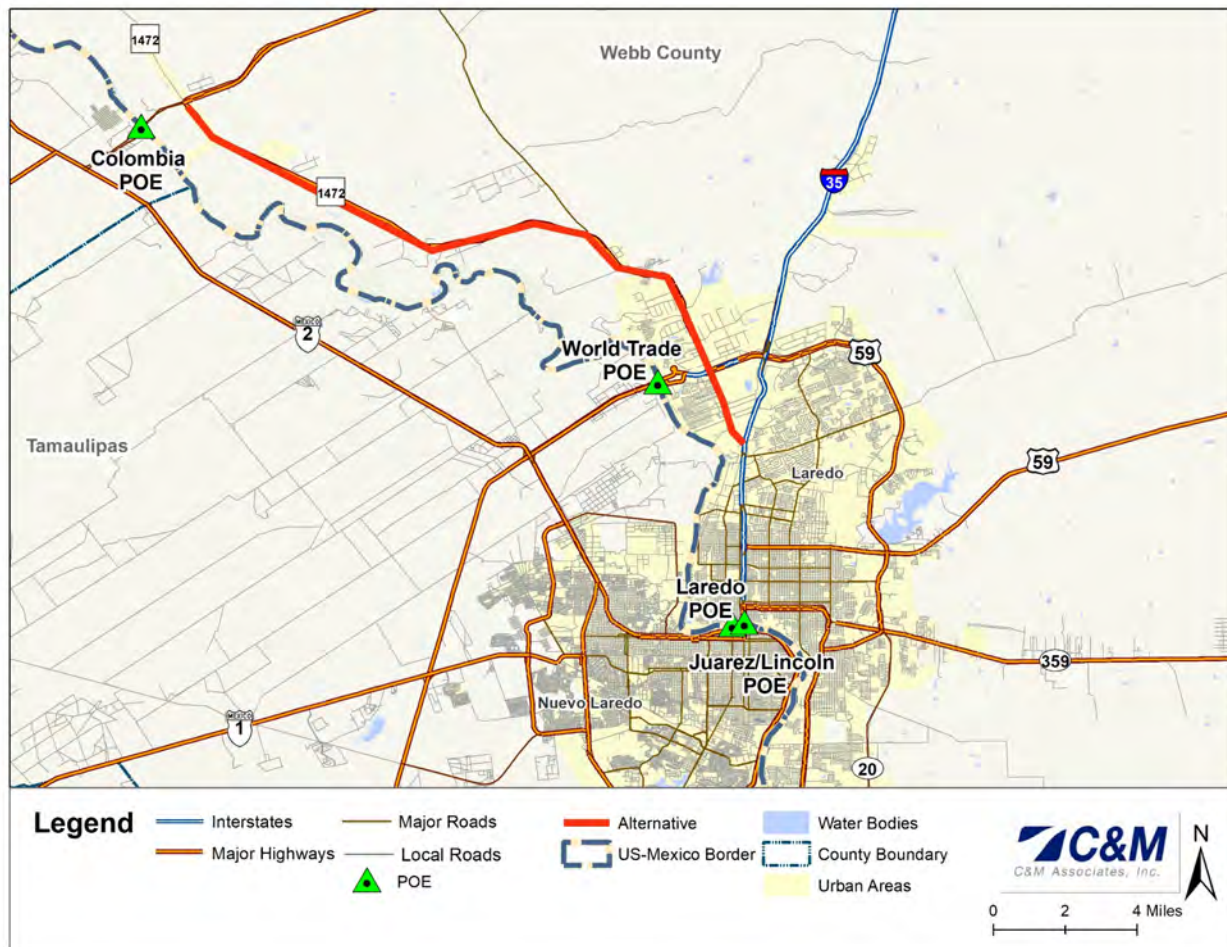 1472
Webb County
Colombia
POE
1472
35
MEXICO
2
World Trade
POE
59
Tamaulipas
Laredo
59
Laredo
POE
Juarez/Lincoln
POE
359
Nuevo Laredo
MEXICO
1
20
Legend
Interstates
Major Highways
Major Roads
Local Roads
POE
Alternative
US-Mexico Border
Water Bodies
County Boundary
Urban Areas
C&M
C&M Associates, Inc.
N
0 2 4 Miles